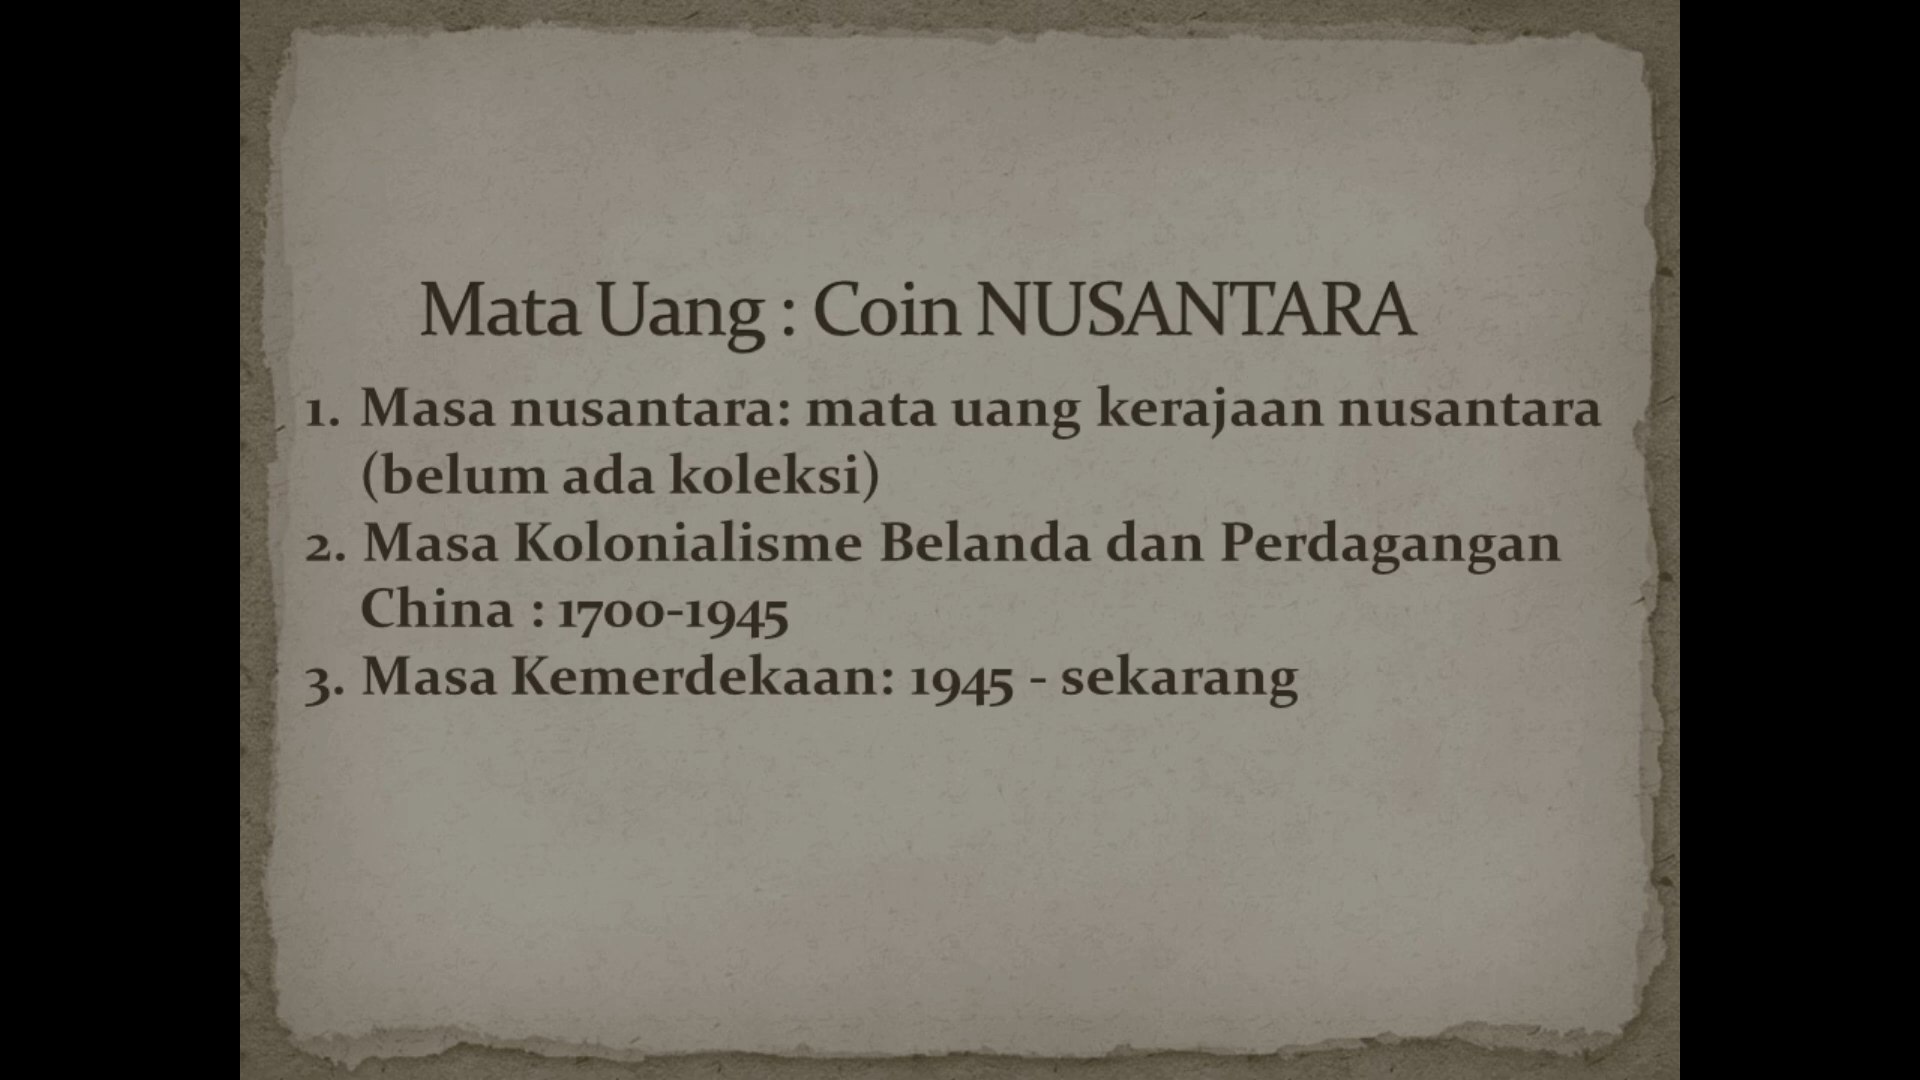 Mata Uang : Coin NUSANTARA
1. Masa nusantara: mata uang kerajaan nusantara
(belum ada koleksi)
2. Masa Kolonialisme Belanda dan Perdagangan
China : 1700-1945
3. Masa Kemerdekaan: 1945 - sekarang